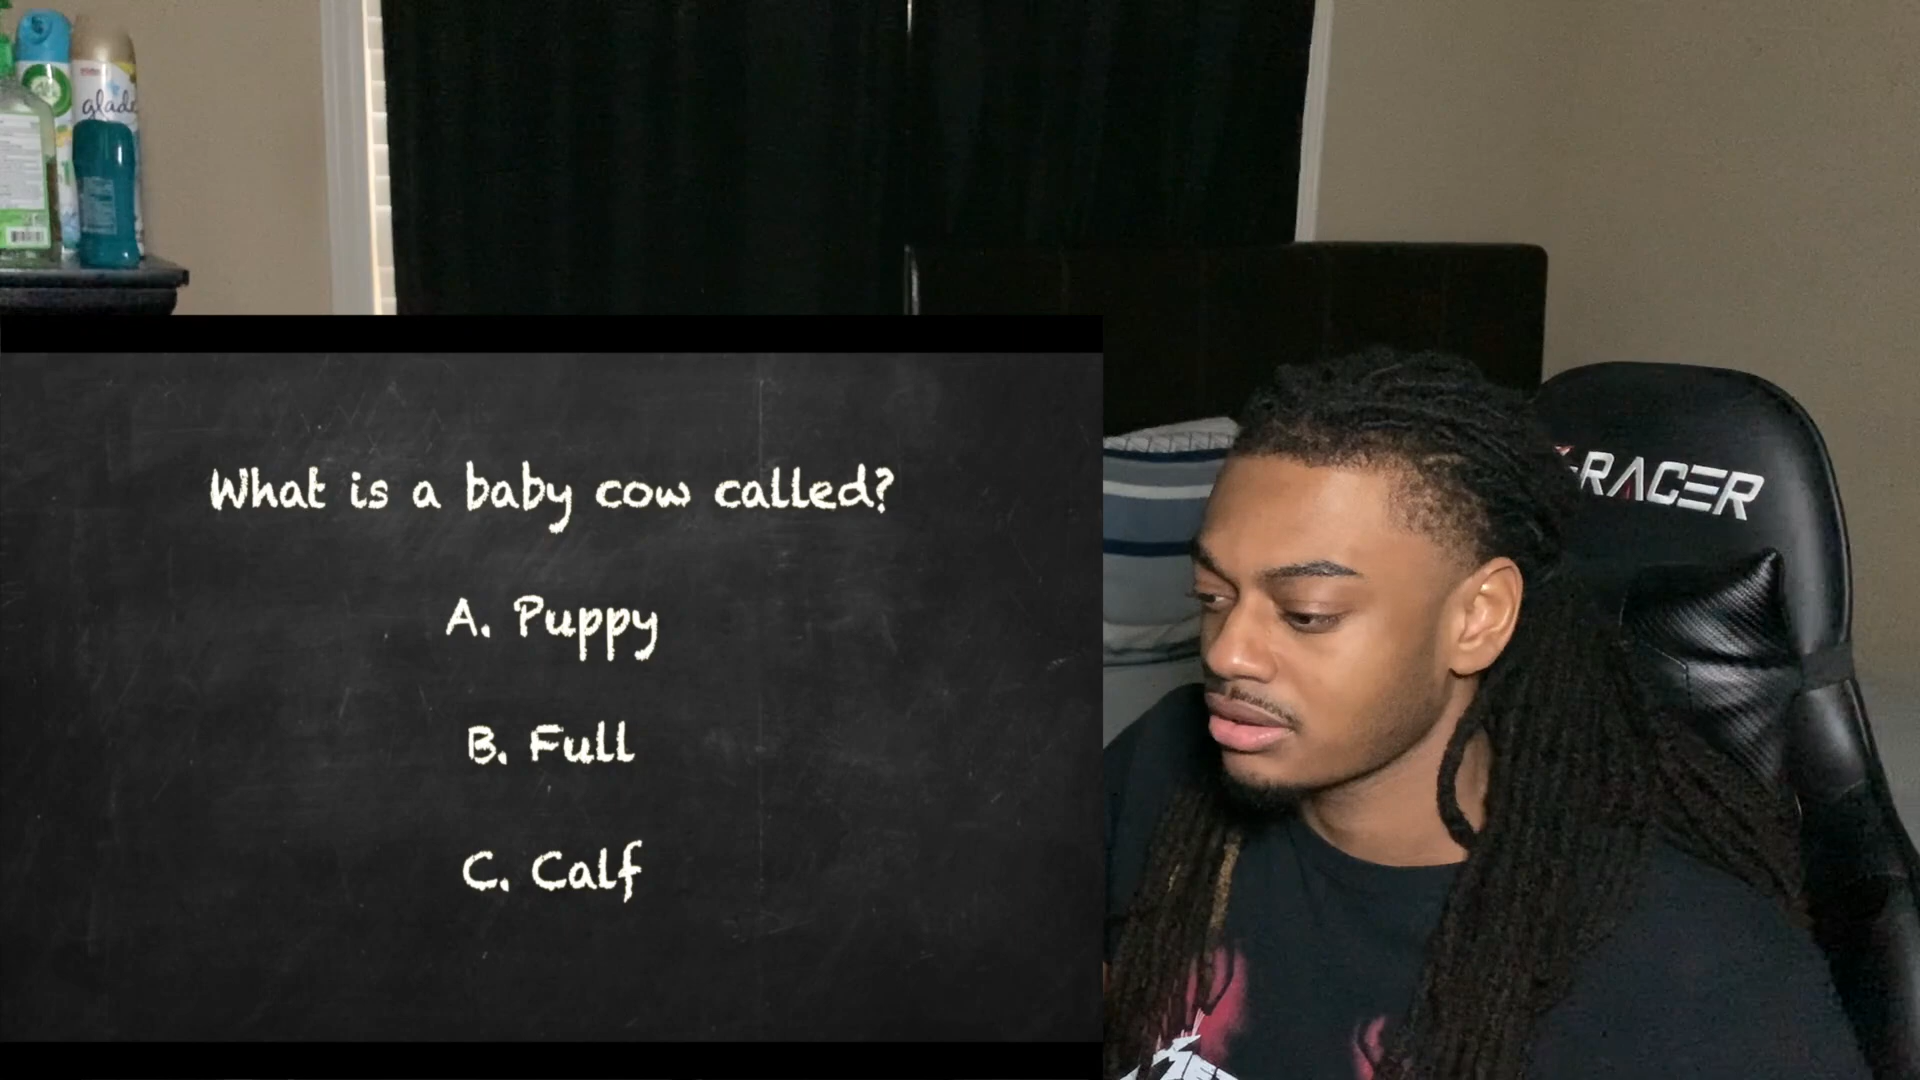 glade
What is a baby cow called?
A. Puppy
B. Full
C. Calf
RACER